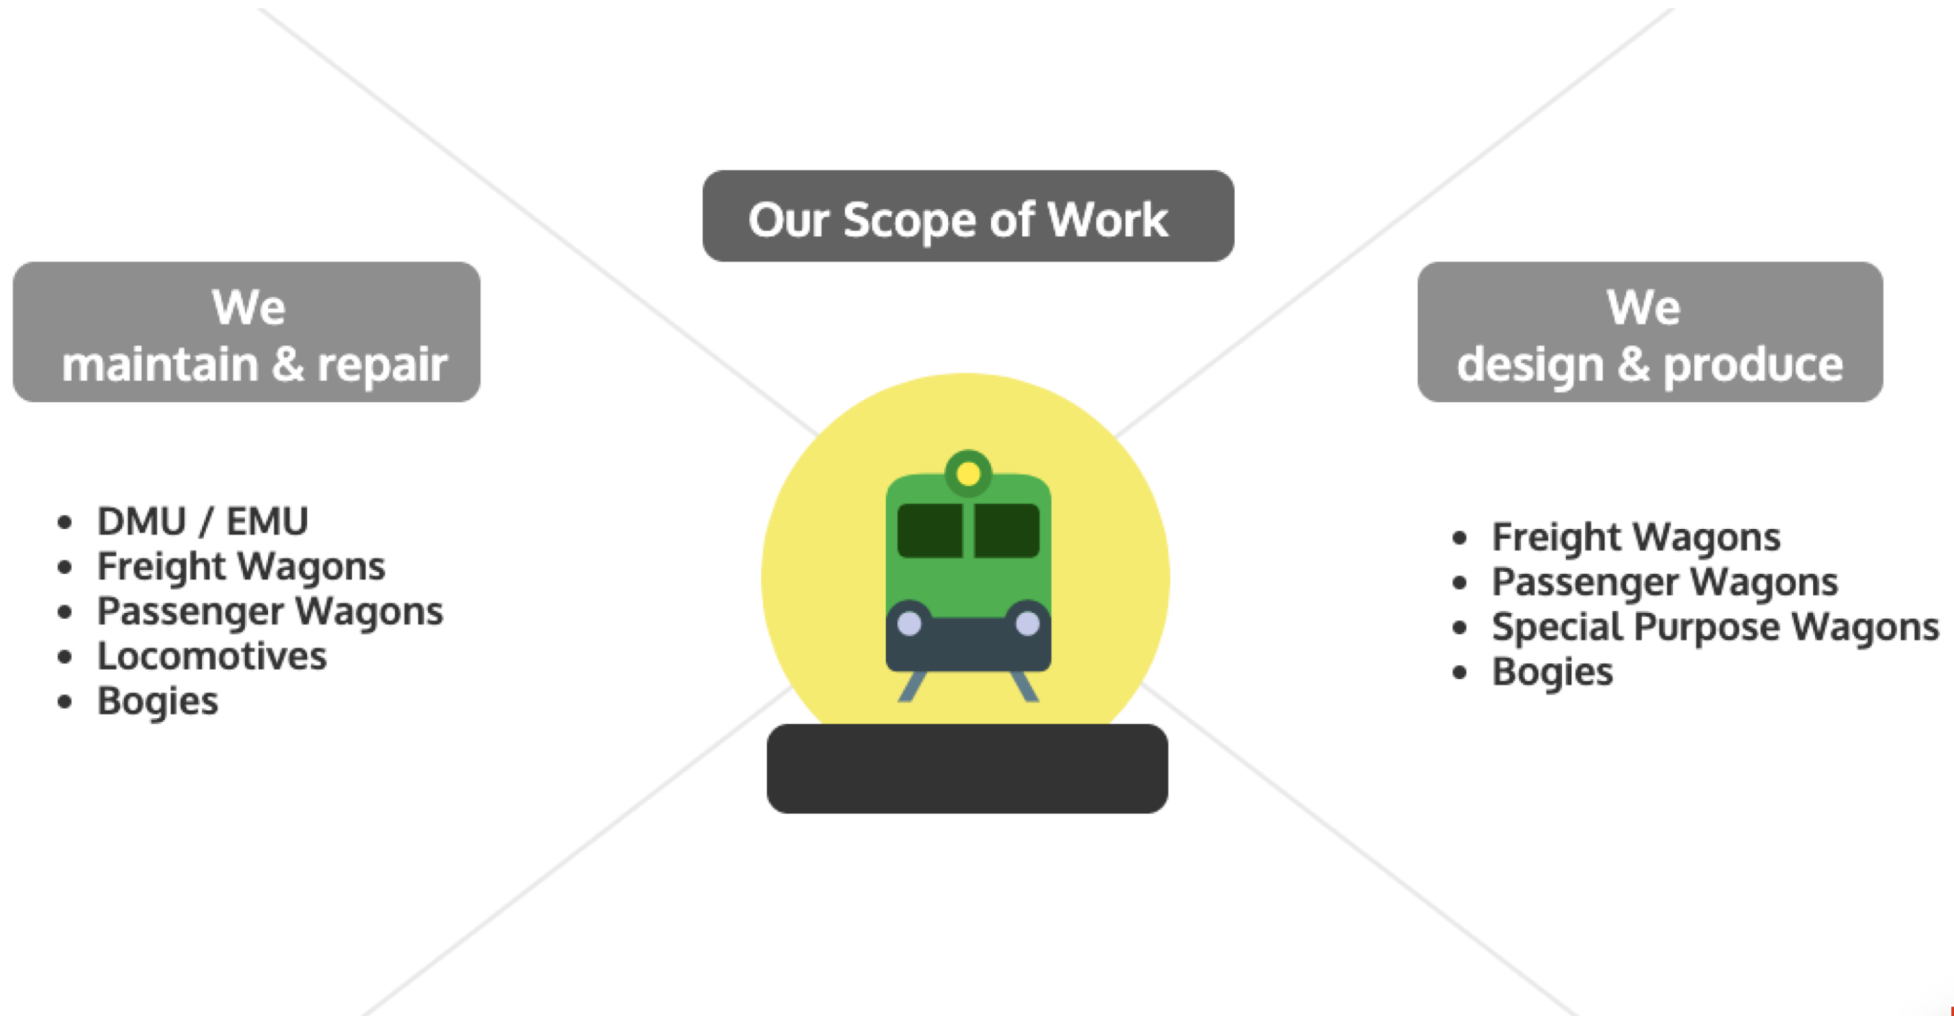 Our Scope of Work
We
maintain & repair
• DMU / EMU
• Freight Wagons
• Passenger Wagons
• Locomotives
• Bogies
We
design & produce
• Freight Wagons
• Passenger Wagons
• Special Purpose Wagons
• Bogies